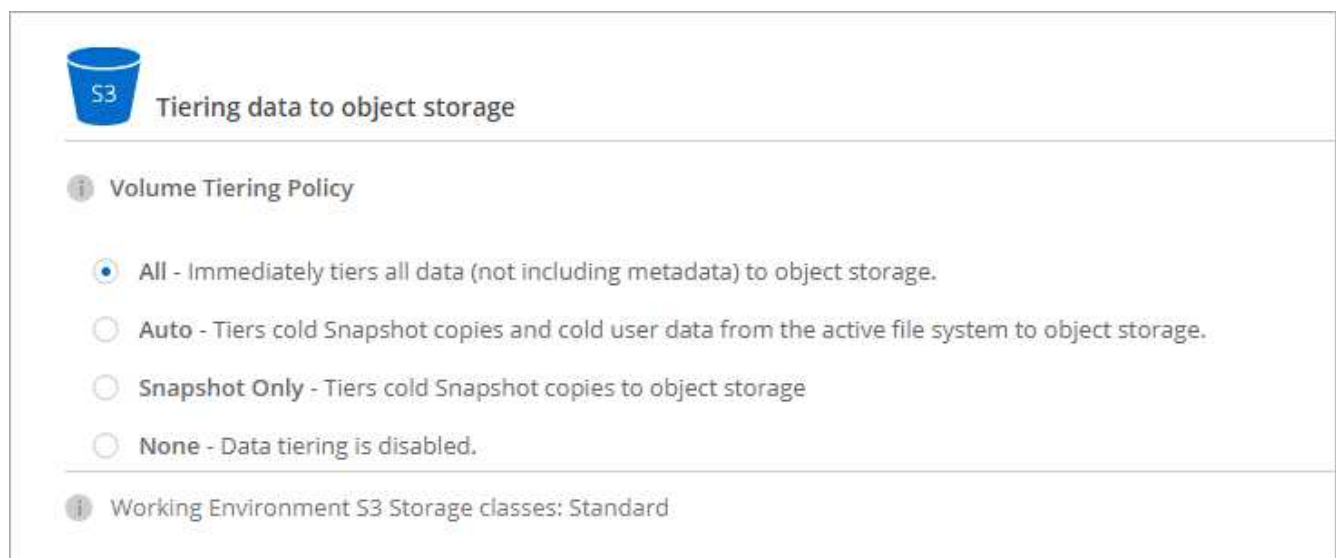 S3
Tiering data to object storage
Volume Tiering Policy
All - Immediately tiers all data (not including metadata) to object storage.
Auto - Tiers cold Snapshot copies and cold user data from the active file system to object storage.
Snapshot Only - Tiers cold Snapshot copies to object storage
None - Data tiering is disabled.
Working Environment S3 Storage classes: Standard